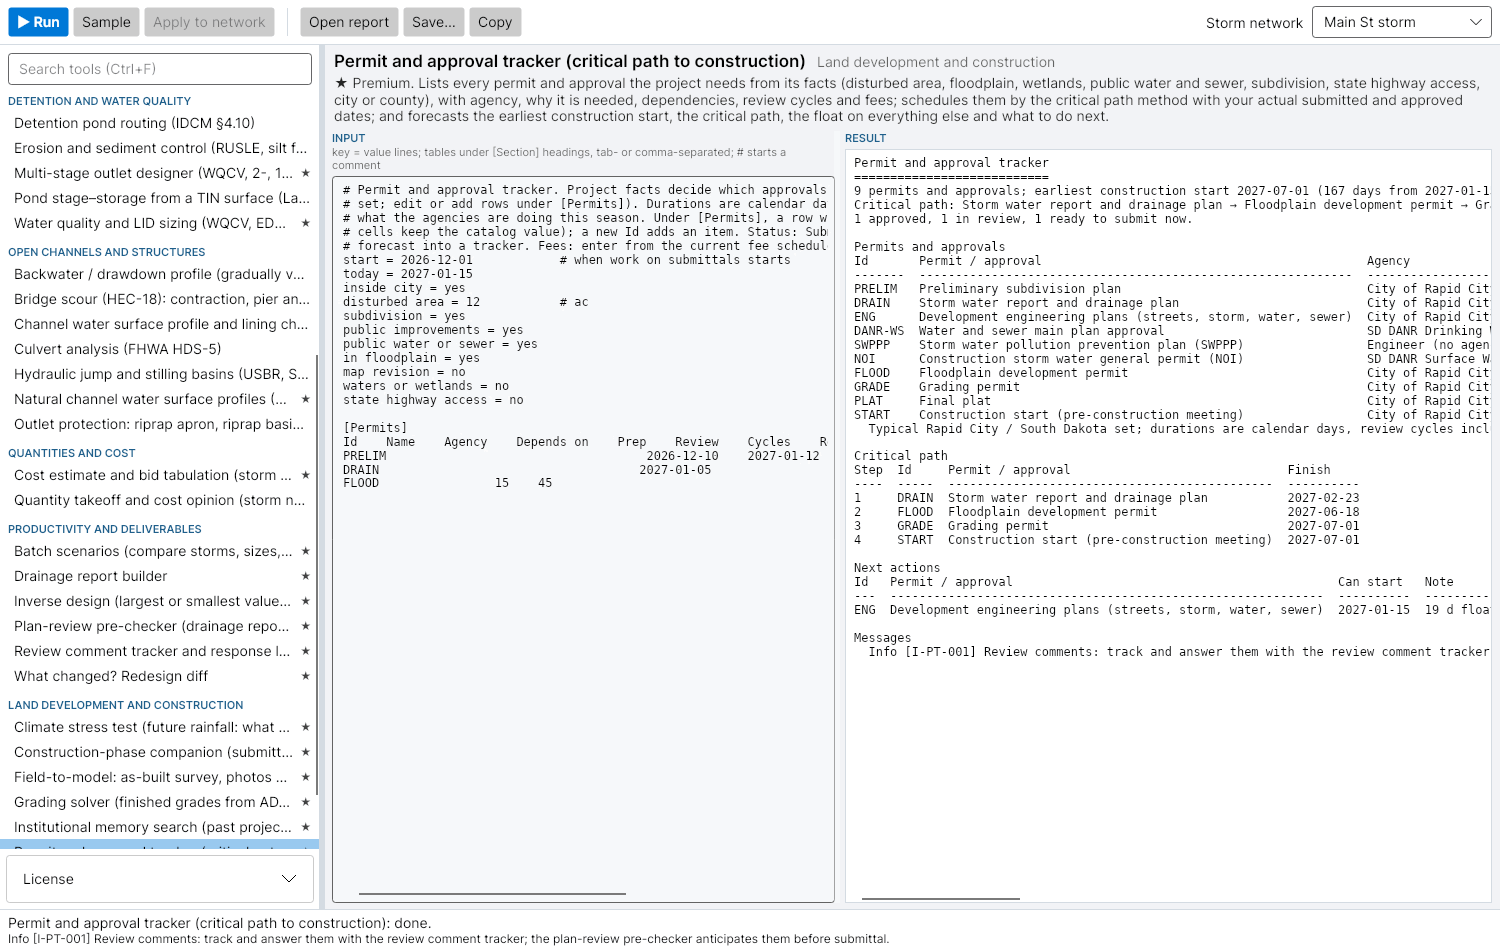 Run
Sample
Apply to network
Open report
Save...
Copy
Storm network
Main St storm
Search tools (Ctrl+F)
DETENTION AND WATER QUALITY
Detention pond routing (IDCM §4.10)
Erosion and sediment control (RUSLE, silt f...
Multi-stage outlet designer (WQCV, 2-, 1... ★
Pond stage–storage from a TIN surface (La...
Water quality and LID sizing (WQCV, ED... ★
OPEN CHANNELS AND STRUCTURES
Backwater / drawdown profile (gradually v...
Bridge scour (HEC-18): contraction, pier an...
Channel water surface profile and lining ch...
Culvert analysis (FHWA HDS-5)
Hydraulic jump and stilling basins (USBR, S...
Natural channel water surface profiles (... ★
Outlet protection: riprap apron, riprap basi...
QUANTITIES AND COST
Cost estimate and bid tabulation (storm ... ★
Quantity takeoff and cost opinion (storm n...
PRODUCTIVITY AND DELIVERABLES
Batch scenarios (compare storms, sizes,... ★
Drainage report builder ★
Inverse design (largest or smallest value... ★
Plan-review pre-checker (drainage repo... ★
Review comment tracker and response l... ★
What changed? Redesign diff ★
LAND DEVELOPMENT AND CONSTRUCTION
Climate stress test (future rainfall: what ... ★
Construction-phase companion (submitt... ★
Field-to-model: as-built survey, photos ... ★
Grading solver (finished grades from AD... ★
Institutional memory search (past projec... ★
License
Permit and approval tracker (critical path to construction) Land development and construction
★ Premium. Lists every permit and approval the project needs from its facts (disturbed area, floodplain, wetlands, public water and sewer, subdivision, state highway access,
city or county), with agency, why it is needed, dependencies, review cycles and fees; schedules them by the critical path method with your actual submitted and approved
dates; and forecasts the earliest construction start, the critical path, the float on everything else and what to do next.
INPUT
key = value lines; tables under [Section] headings, tab- or comma-separated; # starts a
comment
# Permit and approval tracker. Project facts decide which approvals
# set; edit or add rows under [Permits]). Durations are calendar da
# what the agencies are doing this season. Under [Permits], a row w
# cells keep the catalog value); a new Id adds an item. Status: Sub
# forecast into a tracker. Fees: enter from the current fee schedul
start = 2026-12-01 # when work on submittals starts
today = 2027-01-15
inside city = yes
disturbed area = 12 # ac
subdivision = yes
public improvements = yes
public water or sewer = yes
in floodplain = yes
map revision = no
waters or wetlands = no
state highway access = no
[Permits]
Id Name Agency Depends on Prep Review Cycles R
PRELIM 2026-12-10 2027-01-12
DRAIN 2027-01-05
FLOOD 15 45
RESULT
Permit and approval tracker
===========================
9 permits and approvals; earliest construction start 2027-07-01 (167 days from 2027-01-1
Critical path: Storm water report and drainage plan → Floodplain development permit → Gr
1 approved, 1 in review, 1 ready to submit now.
Permits and approvals
Id Permit / approval Agency
PRELIM Preliminary subdivision plan City of Rapid Cit
DRAIN Storm water report and drainage plan City of Rapid Cit
ENG Development engineering plans (streets, storm, water, sewer) City of Rapid Cit
DANR-WS Water and sewer main plan approval SD DANR Drinking W
SWPPP Storm water pollution prevention plan (SWPPP) Engineer (no agen
NOI Construction storm water general permit (NOI) SD DANR Surface W
FLOOD Floodplain development permit City of Rapid Cit
GRADE Grading permit City of Rapid Cit
PLAT Final plat City of Rapid Cit
START Construction start (pre-construction meeting) City of Rapid Cit
Typical Rapid City / South Dakota set; durations are calendar days, review cycles incl
Critical path
Step Id Permit / approval Finish
1 DRAIN Storm water report and drainage plan 2027-02-23
2 FLOOD Floodplain development permit 2027-06-18
3 GRADE Grading permit 2027-07-01
4 START Construction start (pre-construction meeting) 2027-07-01
Next actions
Id Permit / approval Can start Note
ENG Development engineering plans (streets, storm, water, sewer) 2027-01-15 19 d floa
Messages
Info [I-PT-001] Review comments: track and answer them with the review comment tracker
Permit and approval tracker (critical path to construction): done.
Info [I-PT-001] Review comments: track and answer them with the review comment tracker; the plan-review pre-checker anticipates them before submittal.